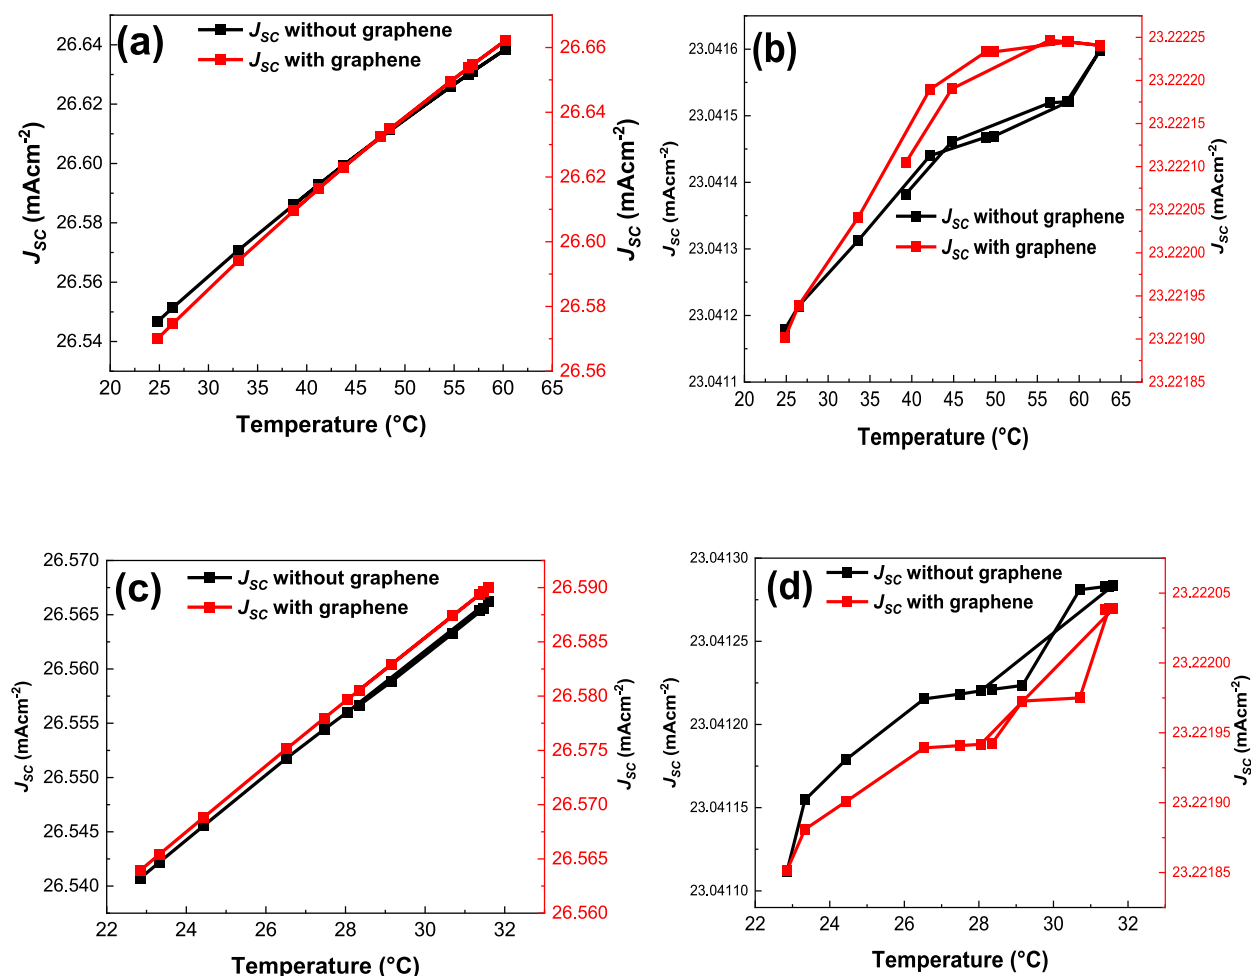 (a)
J_SC without graphene
J_SC with graphene
26.64
26.62
26.60
26.58
26.56
26.54
J_SC (mAcm⁻²)
26.66
26.64
26.62
26.60
26.58
26.56
J_SC (mAcm⁻²)
20 25 30 35 40 45 50 55 60 65
Temperature (°C)
(b)
23.0416
23.0415
23.0414
23.0413
23.0412
23.0411
J_SC (mAcm⁻²)
J_SC without graphene
J_SC with graphene
23.22225
23.22220
23.22215
23.22210
23.22205
23.22200
23.22195
23.22190
23.22185
J_SC (mAcm⁻²)
20 25 30 35 40 45 50 55 60 65
Temperature (°C)
(c)
J_SC without graphene
J_SC with graphene
26.570
26.565
26.560
26.555
26.550
26.545
26.540
J_SC (mAcm⁻²)
26.590
26.585
26.580
26.575
26.570
26.565
26.560
J_SC (mAcm⁻²)
22 24 26 28 30 32
Temperature (°C)
(d)
J_SC without graphene
J_SC with graphene
23.04130
23.04125
23.04120
23.04115
23.04110
J_SC (mAcm⁻²)
23.22205
23.22200
23.22195
23.22190
23.22185
J_SC (mAcm⁻²)
22 24 26 28 30 32
Temperature (°C)